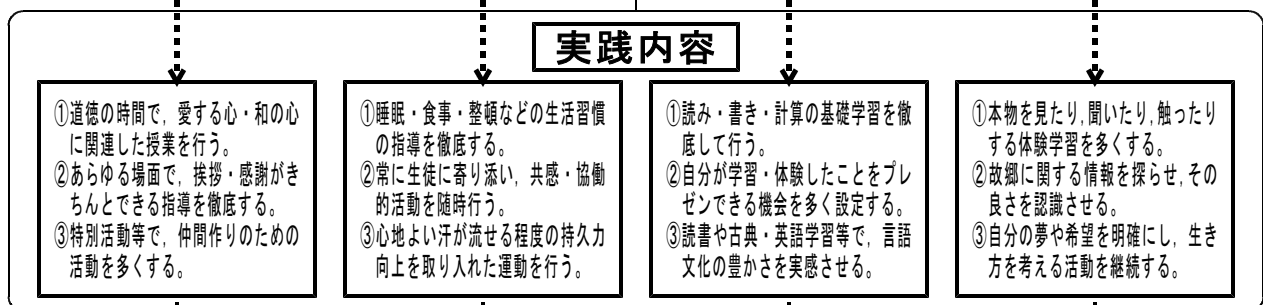 実践内容
①道徳の時間で，愛する心・和の心
に関連した授業を行う。
②あらゆる場面で，挨拶・感謝がき
ちんとできる指導を徹底する。
③特別活動等で，仲間作りのための
活動を多くする。
①睡眠・食事・整頓などの生活習慣
の指導を徹底する。
②常に生徒に寄り添い，共感・協働
的活動を随時行う。
③心地よい汗が流せる程度の持久力
向上を取り入れた運動を行う。
①読み・書き・計算の基礎学習を徹
底して行う。
②自分が学習・体験したことをプレ
ゼンできる機会を多く設定する。
③読書や古典・英語学習等で，言語
文化の豊かさを実感させる。
①本物を見たり，聞いたり，触ったり
する体験学習を多くする。
②故郷に関する情報を探らせ，その
良さを認識させる。
③自分の夢や希望を明確にし，生き
方を考える活動を継続する。